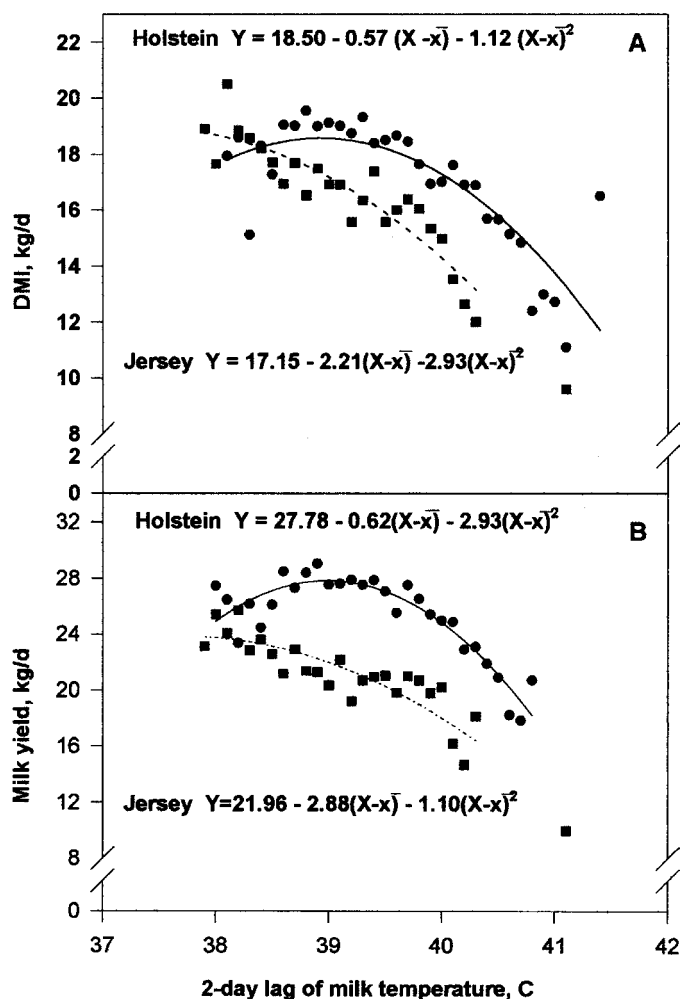 22
Holstein Y = 18.50 - 0.57 (X -x̅) - 1.12 (X-x̅)²
A
20
18
16
14
12
10
8
2
0
DMI, kg/d
Jersey Y = 17.15 - 2.21(X-x̅) -2.93(X-x̅)²
32
Holstein Y = 27.78 - 0.62(X-x̅) - 2.93(X-x̅)²
B
28
24
20
16
12
8
0
Milk yield, kg/d
Jersey Y=21.96 - 2.88(X-x̅) - 1.10(X-x̅)²
37 38 39 40 41 42
2-day lag of milk temperature, C